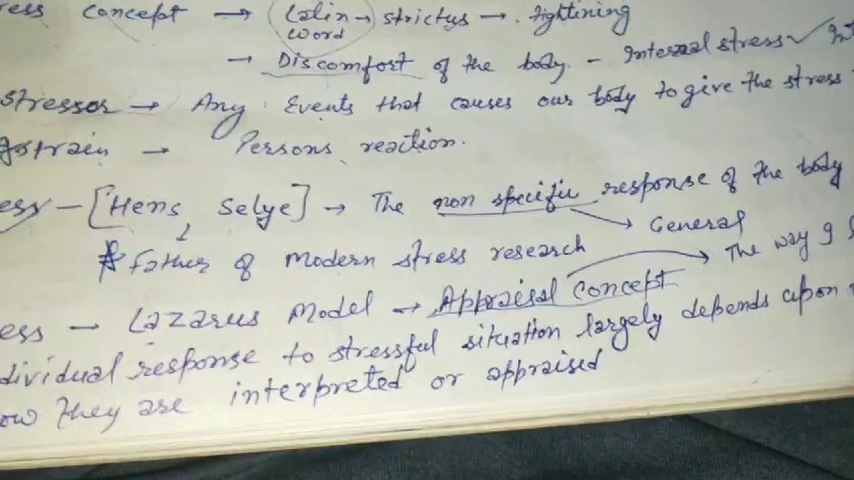 ess concept → Latin → strictus → tightining
word
→ Discomfort of the body - Internal stress ✓ Int
stressor → Any Events that causes our body to give the stress
strain → Persons reaction.
ess - [Hens Selye] → The non specific response of the body
→ General
↓
Father of Modern stress research
ess → Lazarus Model → Appraisal concept → The way I
dividual response to stressful situation largely depends upon
ow They are interpreted or appraised